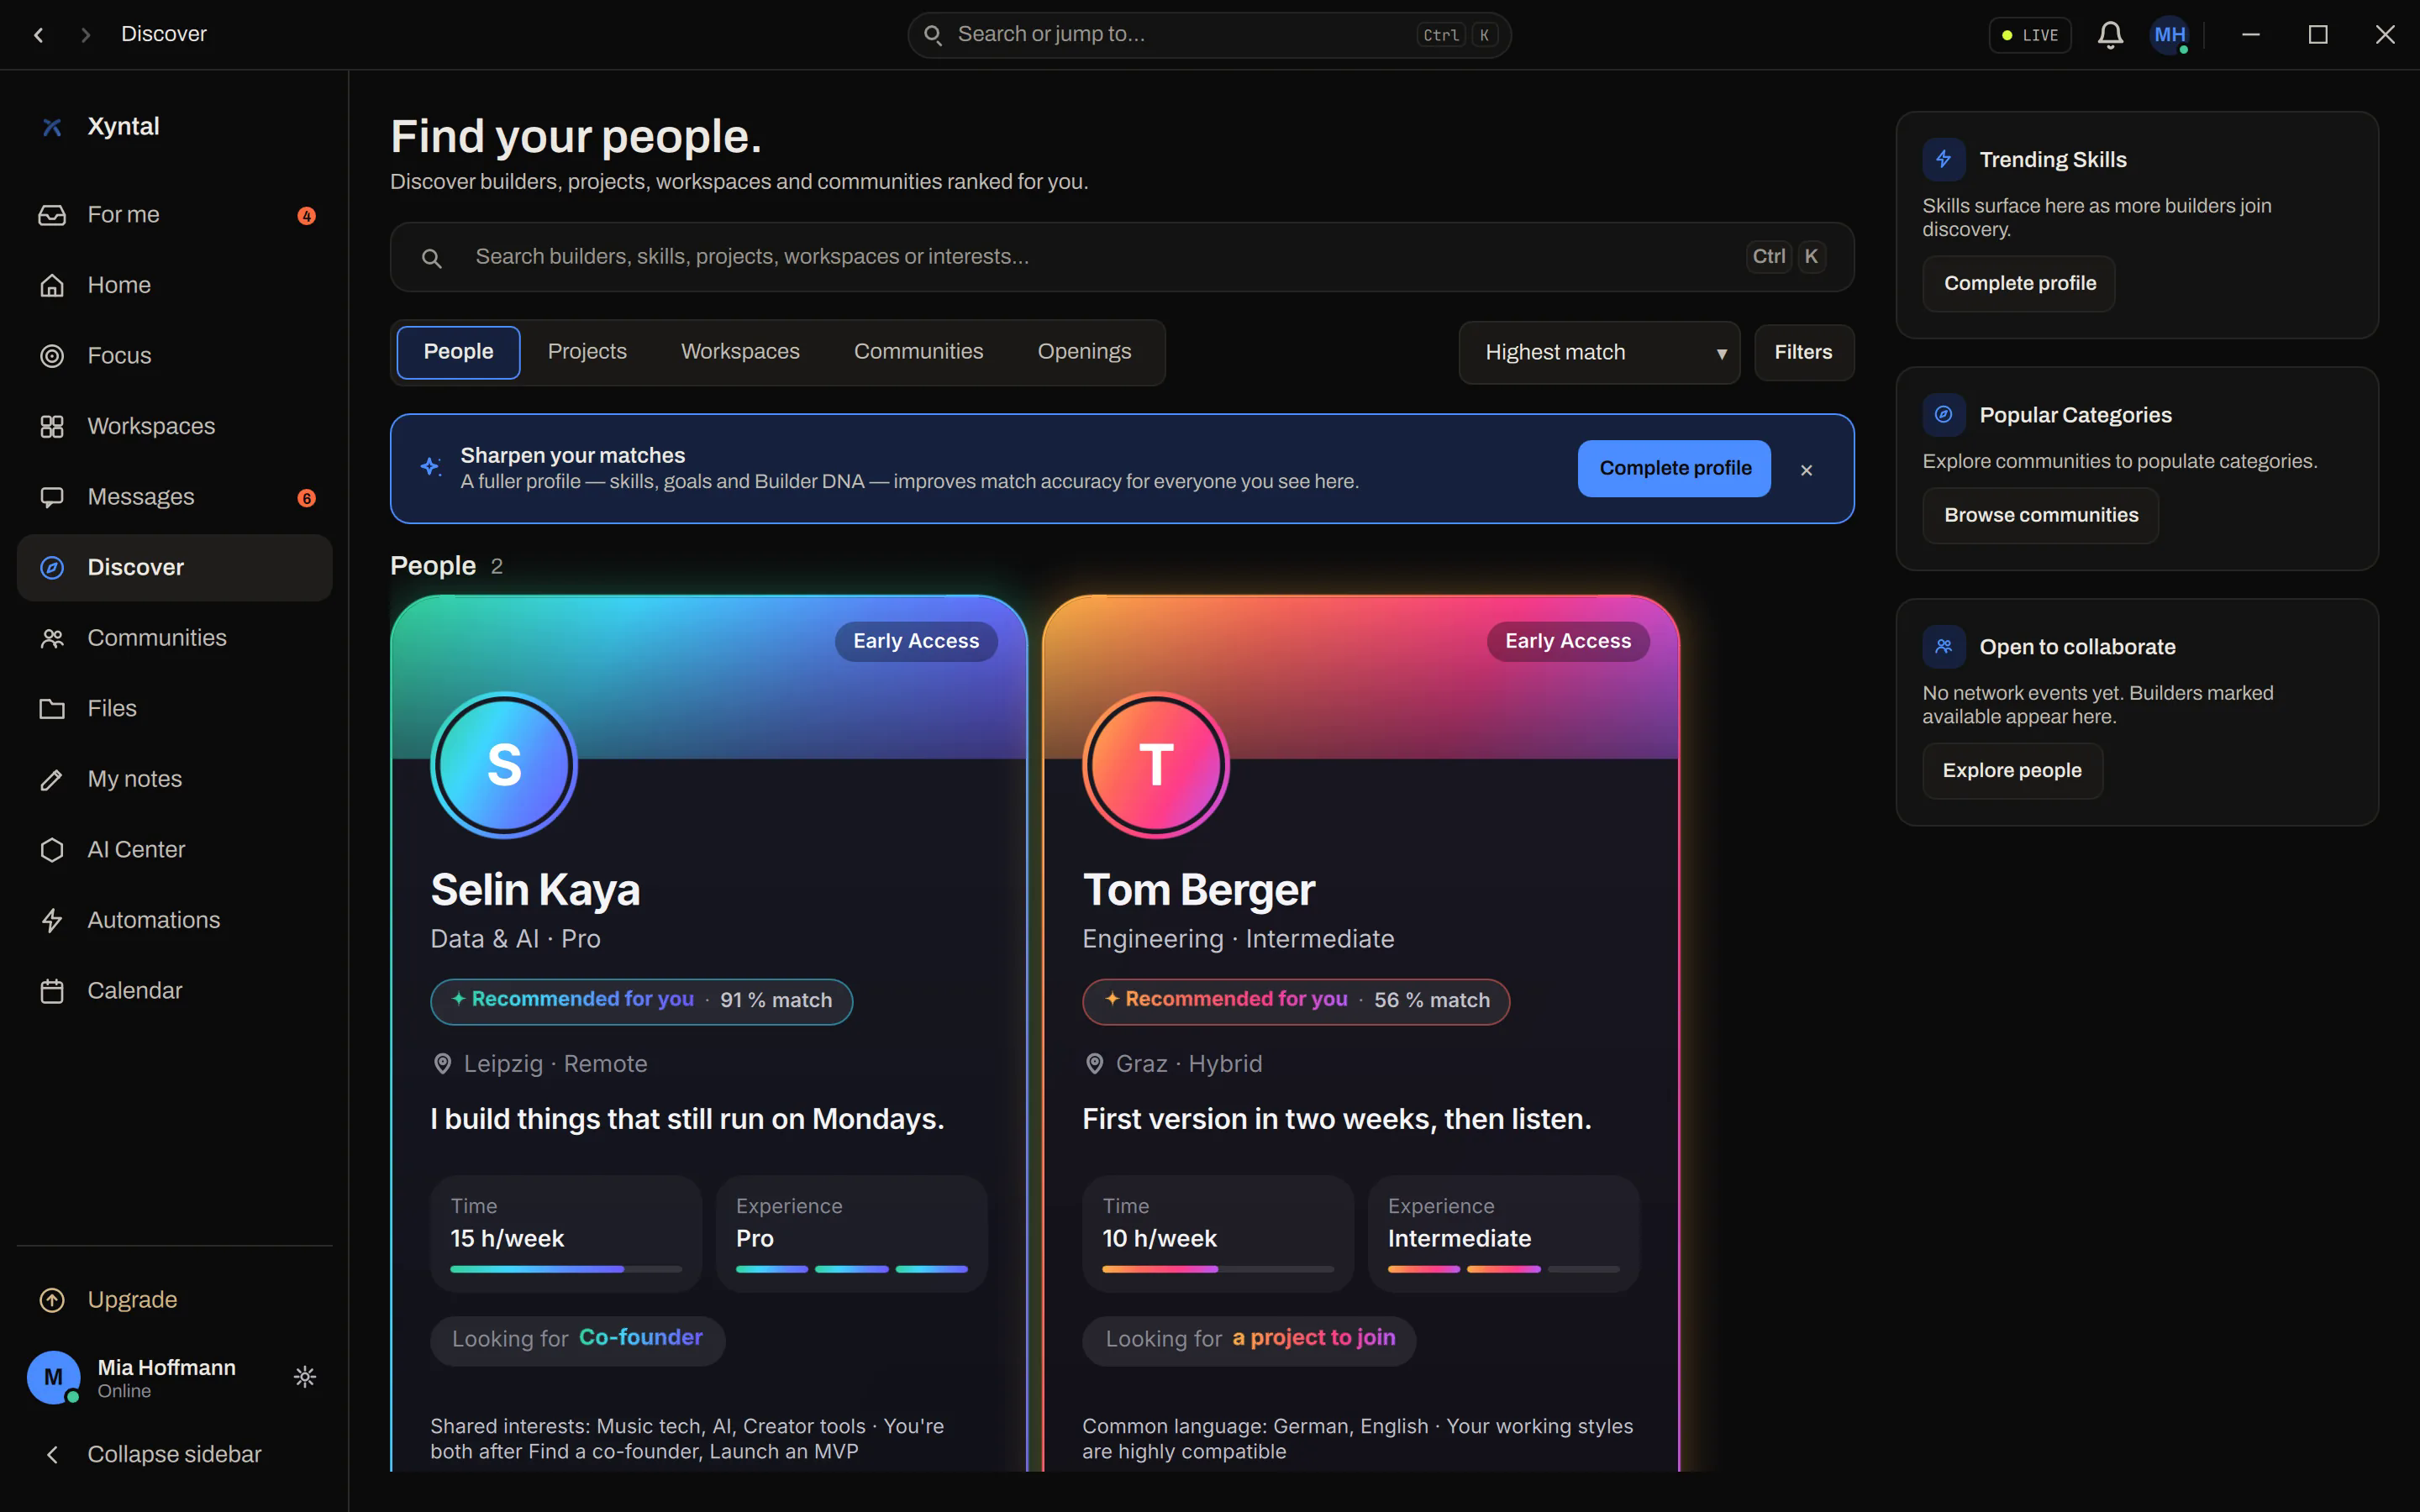 Discover
Search or jump to...
Ctrl K
LIVE
MH
Xyntal
For me
4
Home
Focus
Workspaces
Messages
6
Discover
Communities
Files
My notes
AI Center
Automations
Calendar
Upgrade
M
Mia Hoffmann
Online
Collapse sidebar
Find your people.
Discover builders, projects, workspaces and communities ranked for you.
Search builders, skills, projects, workspaces or interests...
Ctrl K
People
Projects
Workspaces
Communities
Openings
Highest match
Filters
Sharpen your matches
A fuller profile — skills, goals and Builder DNA — improves match accuracy for everyone you see here.
Complete profile
People 2
Early Access
S
Selin Kaya
Data & AI · Pro
Recommended for you · 91 % match
Leipzig · Remote
I build things that still run on Mondays.
Time
15 h/week
Experience
Pro
Looking for Co-founder
Shared interests: Music tech, AI, Creator tools · You're
both after Find a co-founder, Launch an MVP
Early Access
T
Tom Berger
Engineering · Intermediate
Recommended for you · 56 % match
Graz · Hybrid
First version in two weeks, then listen.
Time
10 h/week
Experience
Intermediate
Looking for a project to join
Common language: German, English · Your working styles
are highly compatible
Trending Skills
Skills surface here as more builders join
discovery.
Complete profile
Popular Categories
Explore communities to populate categories.
Browse communities
Open to collaborate
No network events yet. Builders marked
available appear here.
Explore people